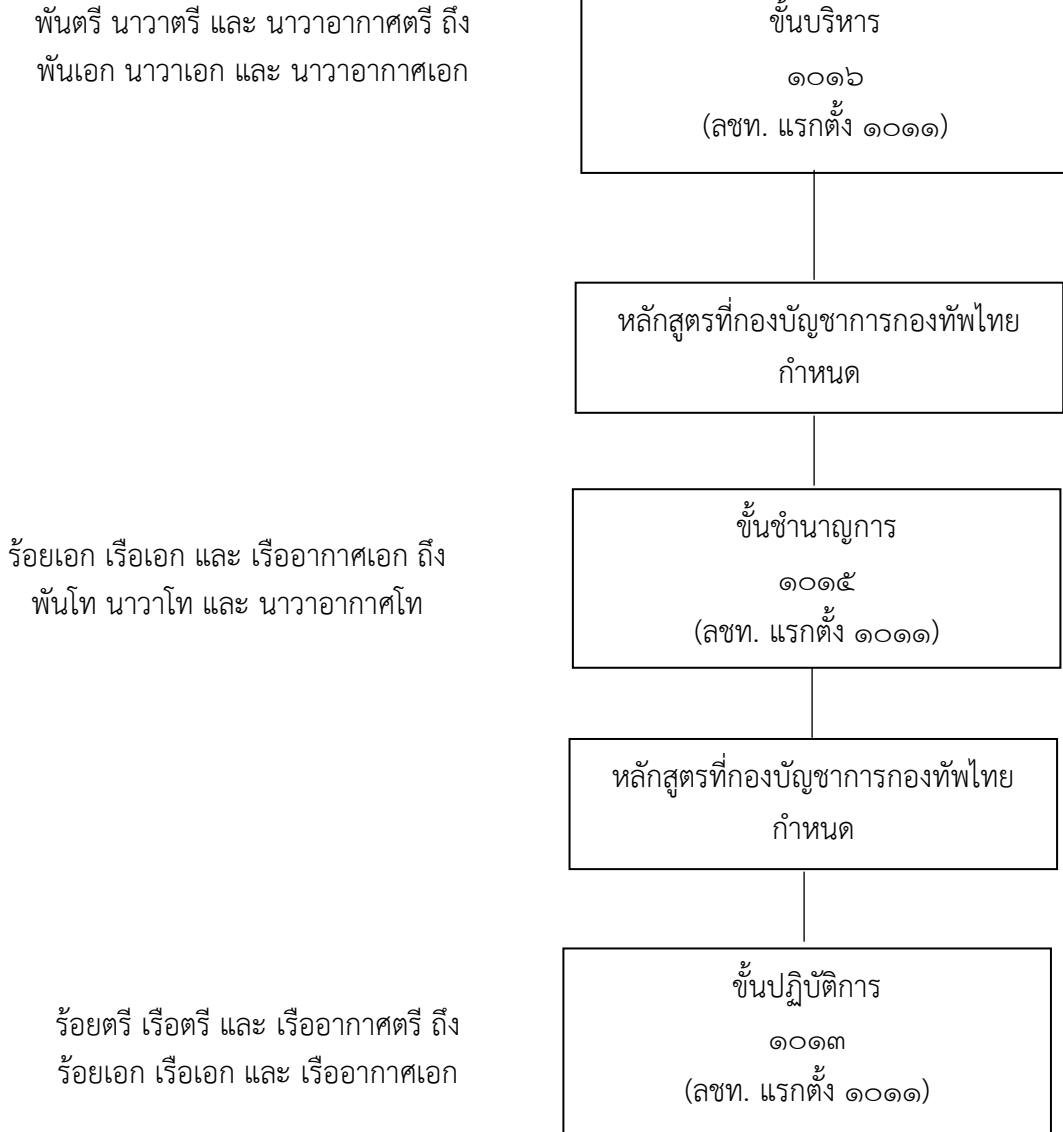 พันตรี นาวาตรี และ นาวาอากาศตรี ถึง
พันเอก นาวาเอก และ นาวาอากาศเอก
ขั้นบริหาร
๑๐๑๖
(ลชท. แรกตั้ง ๑๐๑๑)
หลักสูตรที่กองบัญชาการกองทัพไทย
กำหนด
ร้อยเอก เรือเอก และ เรืออากาศเอก ถึง
พันโท นาวาโท และ นาวาอากาศโท
ขั้นชำนาญการ
๑๐๑๕
(ลชท. แรกตั้ง ๑๐๑๑)
หลักสูตรที่กองบัญชาการกองทัพไทย
กำหนด
ร้อยตรี เรือตรี และ เรืออากาศตรี ถึง
ร้อยเอก เรือเอก และ เรืออากาศเอก
ขั้นปฏิบัติการ
๑๐๑๓
(ลชท. แรกตั้ง ๑๐๑๑)